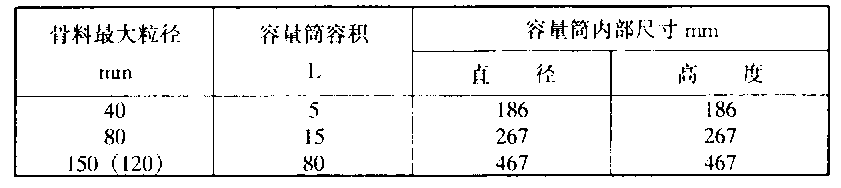 骨料最大粒径 容量筒容积 容量筒内部尺寸 mm
mm L 直 径 高 度
40 5 186 186
80 15 267 267
150 (120) 80 467 467